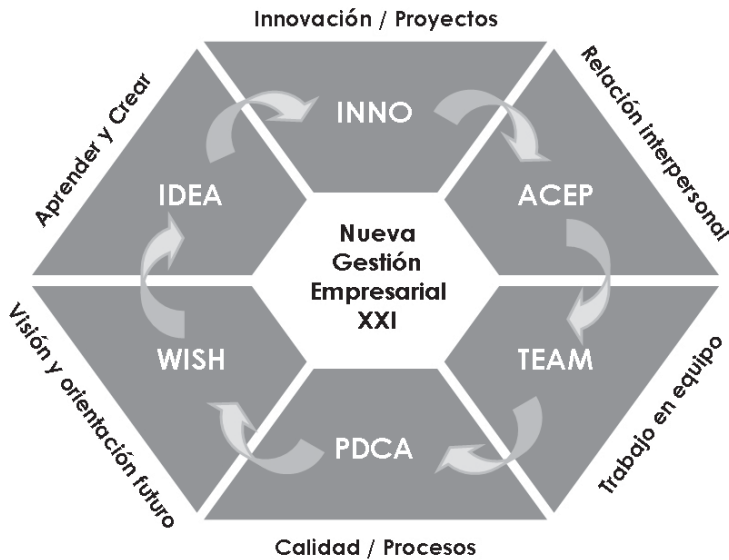 Innovación / Proyectos
Aprender y Crear
Relación interpersonal
INNO
IDEA
ACEP
Nueva
Gestión
Empresarial
XXI
WISH
TEAM
PDCA
Visión y orientación futuro
Trabajo en equipo
Calidad / Procesos